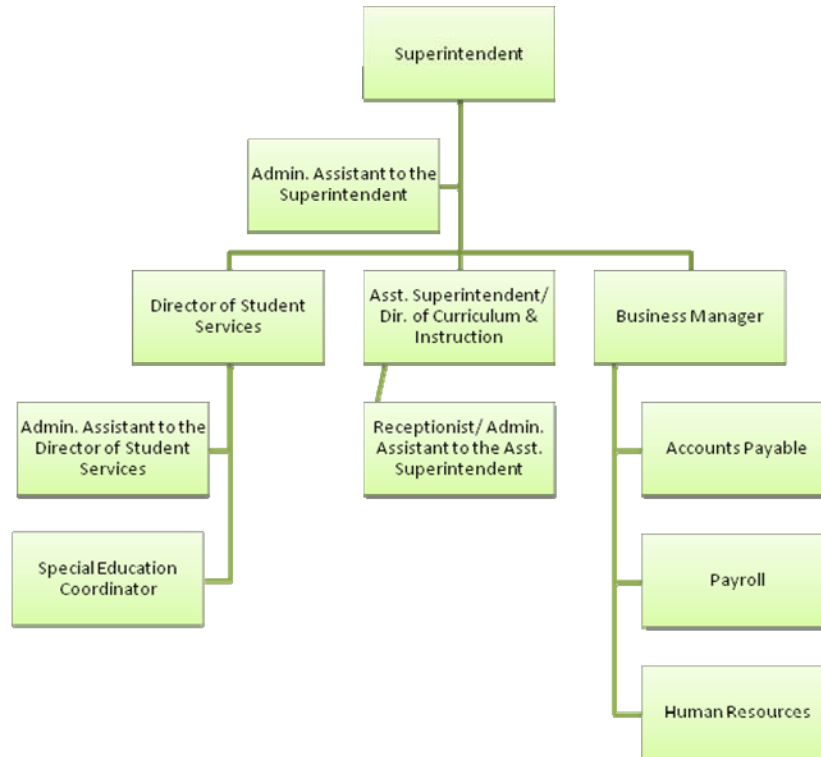 Superintendent
Admin. Assistant to the
Superintendent
Director of Student
Services
Asst. Superintendent/
Dir. of Curriculum &
Instruction
Business Manager
Admin. Assistant to the
Director of Student
Services
Receptionist/ Admin.
Assistant to the Asst.
Superintendent
Accounts Payable
Special Education
Coordinator
Payroll
Human Resources